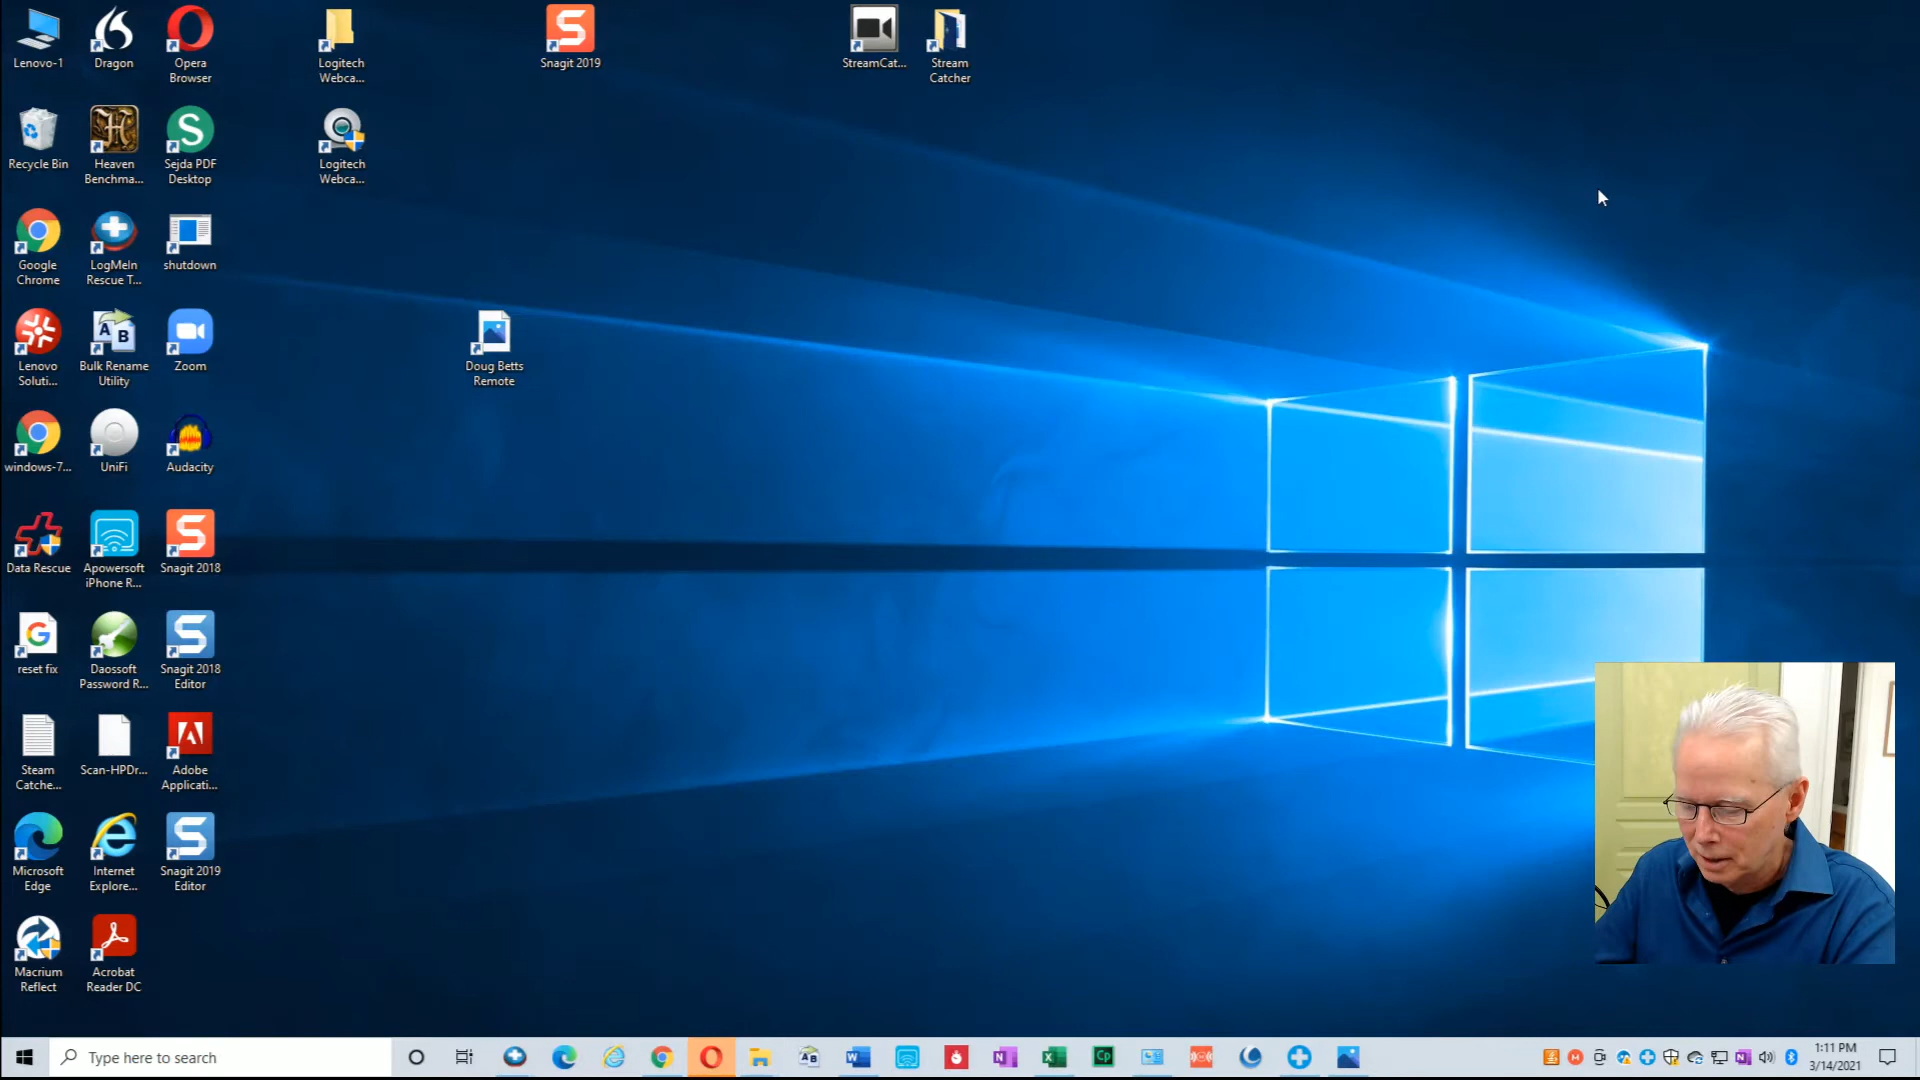 Lenovo-1
Dragon
Opera
Browser
Logitech
Webca...
Snagit 2019
StreamCat...
Stream
Catcher
Recycle Bin
Heaven
Benchma...
Sejda PDF
Desktop
Logitech
Webca...
Google
Chrome
LogMeIn
Rescue T...
shutdown
Lenovo
Soluti...
Bulk Rename
Utility
Zoom
Doug Betts
Remote
windows-7...
UniFi
Audacity
Data Rescue
Apowersoft
iPhone R...
Snagit 2018
reset fix
Daossoft
Password R...
Snagit 2018
Editor
Steam
Catche...
Scan-HPDr...
Adobe
Applicati...
Microsoft
Edge
Internet
Explore...
Snagit 2019
Editor
Macrium
Reflect
Acrobat
Reader DC
Type here to search
1:11 PM
3/14/2021